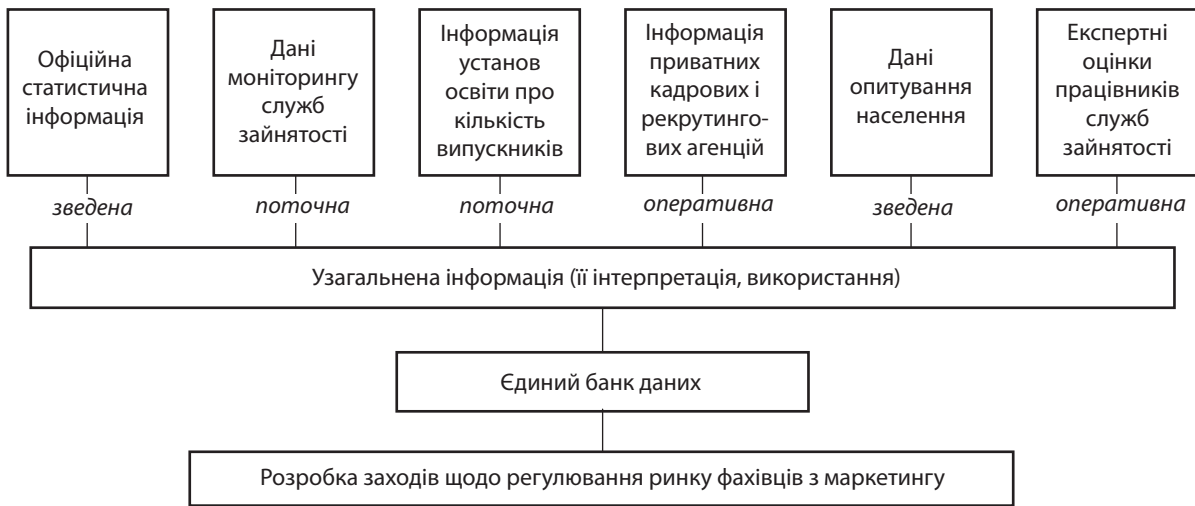 Офіційна
статистична
інформація
Дані
моніторингу
служб
зайнятості
Інформація
установ
освіти про
кількість
випускників
Інформація
приватних
кадрових і
рекрутинго-
вих агенцій
Дані
опитування
населення
Експертні
оцінки
працівників
служб
зайнятості
зведена
поточна
поточна
оперативна
зведена
оперативна
Узагальнена інформація (її інтерпретація, використання)
Єдиний банк даних
Розробка заходів щодо регулювання ринку фахівців з маркетингу